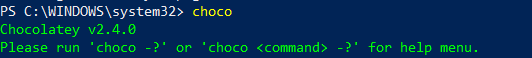 PS C:\WINDOWS\system32> choco
Chocolatey v2.4.0
Please run 'choco -?' or 'choco <command> -?' for help menu.